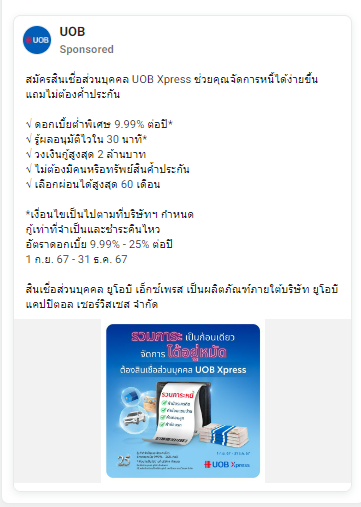 UOB
UOB
Sponsored
สมัครสินเชื่อส่วนบุคคล UOB Xpress ช่วยคุณจัดการหนี้ได้ง่ายขึ้น
แถมไม่ต้องค้ำประกัน
√ ดอกเบี้ยต่ำพิเศษ 9.99% ต่อปี*
√ รู้ผลอนุมัติไวใน 30 นาที*
√ วงเงินกู้สูงสุด 2 ล้านบาท
√ ไม่ต้องมีคนหรือทรัพย์สินค้ำประกัน
√ เลือกผ่อนได้สูงสุด 60 เดือน
*เงื่อนไขเป็นไปตามที่บริษัทฯ กำหนด
กู้เท่าที่จำเป็นและชำระคืนไหว
อัตราดอกเบี้ย 9.99% - 25% ต่อปี
1 ก.ย. 67 - 31 ธ.ค. 67
สินเชื่อส่วนบุคคล ยูโอบี เอ็กซ์เพรส เป็นผลิตภัณฑ์ภายใต้บริษัท ยูโอบี
แคปปิตอล เซอร์วิสเซส จำกัด
รวมภาระ เป็นก้อนเดียว
จัดการ ได้อยู่หมัด
ต้องสินเชื่อส่วนบุคคล UOB Xpress
รวมภาระหนี้
25
UOB Xpress